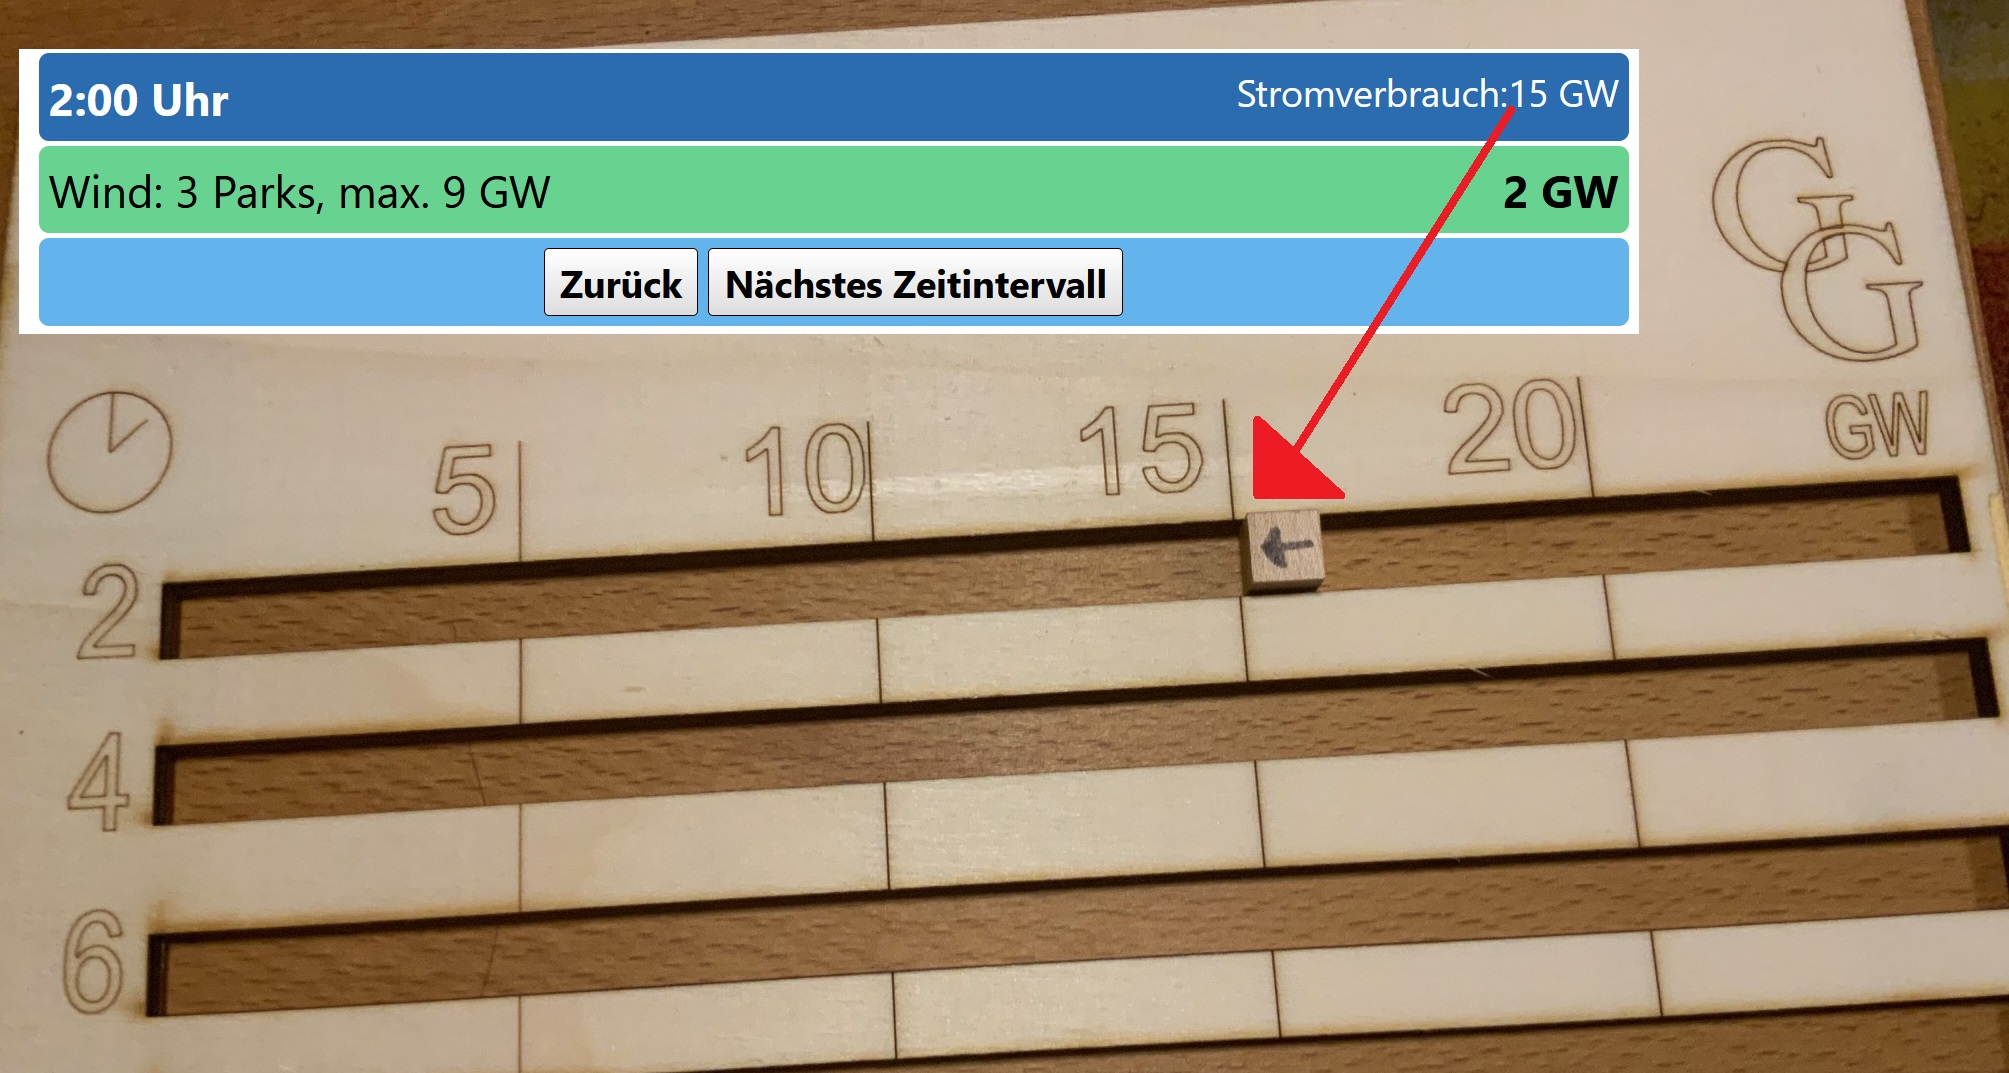 2:00 Uhr Stromverbrauch:15 GW
Wind: 3 Parks, max. 9 GW 2 GW
Zurück Nächstes Zeitintervall
GG
5 10 15 20 GW
2
4
6